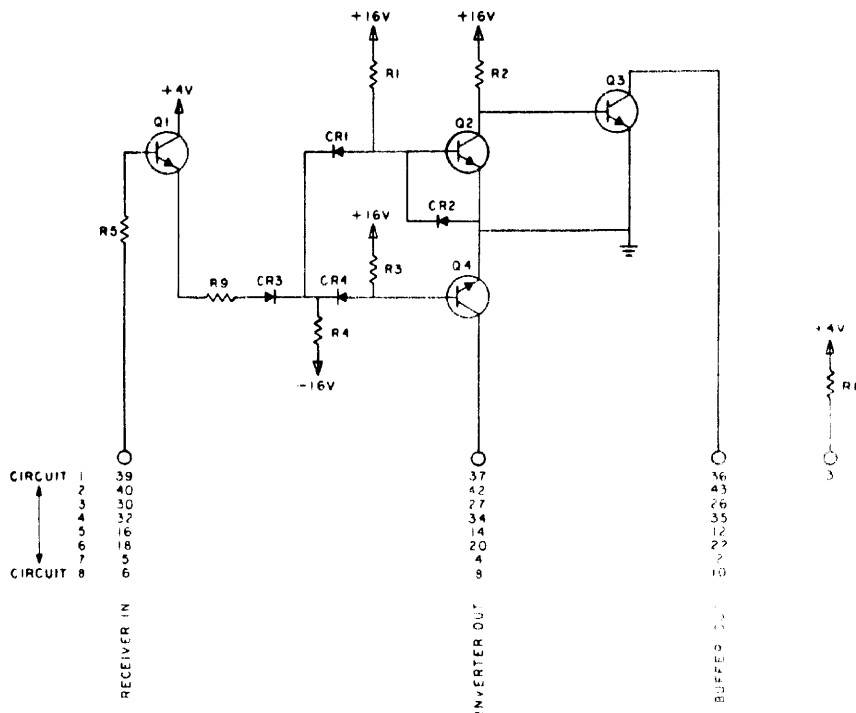 +16V +16V
R1 R2 Q3
+4V
Q1 CR1 Q2
CR2
R5 +16V
R9 CR3 CR4 R3 Q4
R4
-16V
+4V
CIRCUIT 1 39 37 36 3
2 40 42 43
3 30 27 26
4 32 34 35
5 16 14 12
6 18 20 22
7 5 4 2
CIRCUIT 8 6 8 10
RECEIVER IN
INVERTER OUT
BUFFER